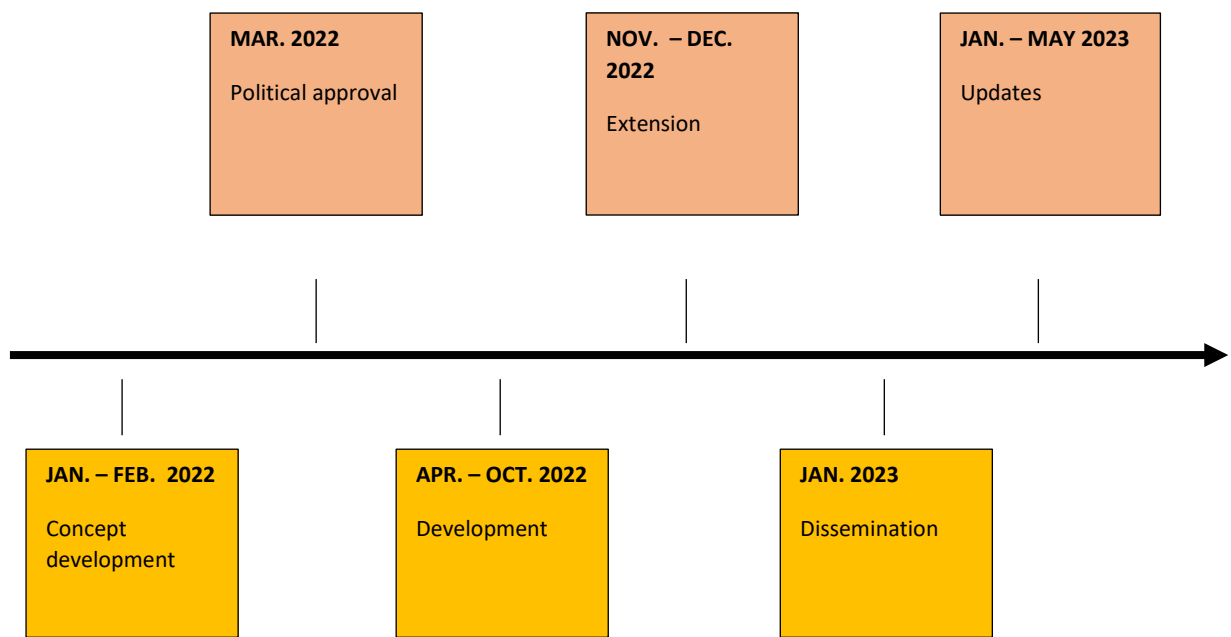 MAR. 2022
Political approval
NOV. – DEC.
2022
Extension
JAN. – MAY 2023
Updates
JAN. – FEB. 2022
Concept
development
APR. – OCT. 2022
Development
JAN. 2023
Dissemination